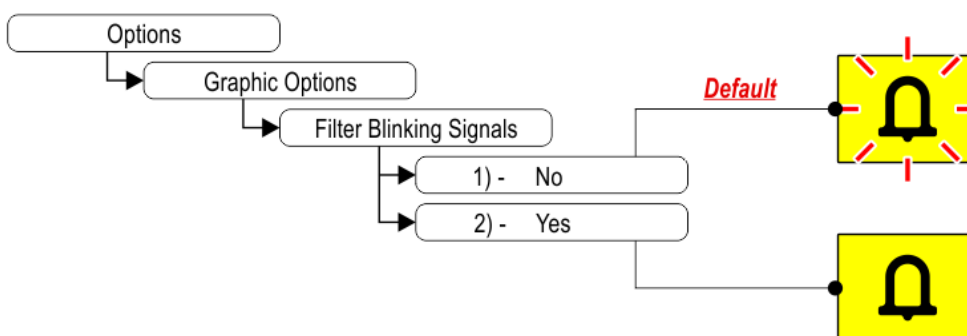 Options
Graphic Options
Default
Filter Blinking Signals
1) - No
2) - Yes